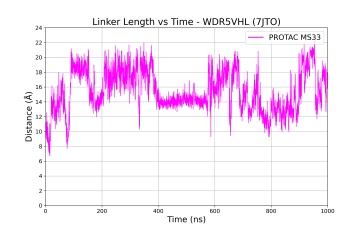 Linker Length vs Time - WDR5VHL (7JTO)
PROTAC MS33
Distance (Å)
24
22
20
18
16
14
12
10
8
6
4
2
0
0 200 400 600 800 1000
Time (ns)